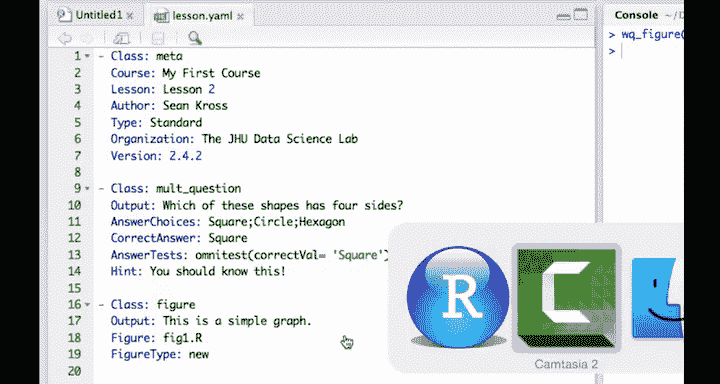 Untitled1
lesson.yaml
Console ~/D
1 - Class: meta
2 Course: My First Course
3 Lesson: Lesson 2
4 Author: Sean Kross
5 Type: Standard
6 Organization: The JHU Data Science Lab
7 Version: 2.4.2
8
9 - Class: mult_question
10 Output: Which of these shapes has four sides?
11 AnswerChoices: Square;Circle;Hexagon
12 CorrectAnswer: Square
13 AnswerTests: omnitest(correctVal= 'Square')
14 Hint: You should know this!
15
16 - Class: figure
17 Output: This is a simple graph.
18 Figure: fig1.R
19 FigureType: new
20
> wq_figure(
>
R
C
Camtasia 2